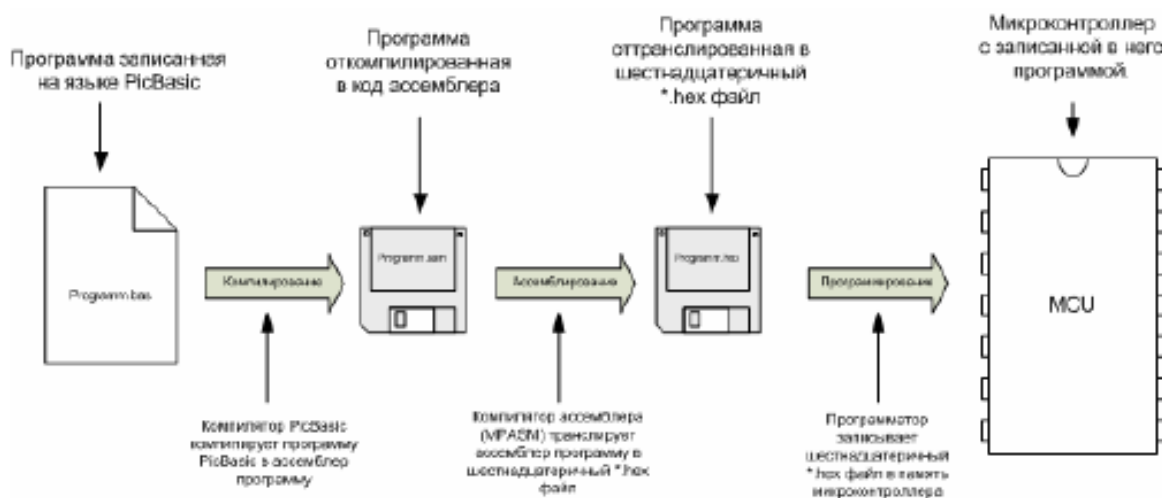 Программа записанная
на языке PicBasic
Программа
откомпилированная
в код ассемблера
Программа
оттранслированная в
шестнадцатеричный
*.hex файл
Микроконтроллер
с записанной в него
программой.
Programm.bas
Компилирование
Programm.asm
Ассемблирование
Programm.hex
Программирование
MCU
Компилятор PicBasic
компилирует программу
PicBasic в ассемблер
программу
Компилятор ассемблера
(MPASM) транслирует
ассемблер программу в
шестнадцатеричный *.hex
файл
Программатор
записывает
шестнадцатеричный
*.hex файл в память
микроконтроллера